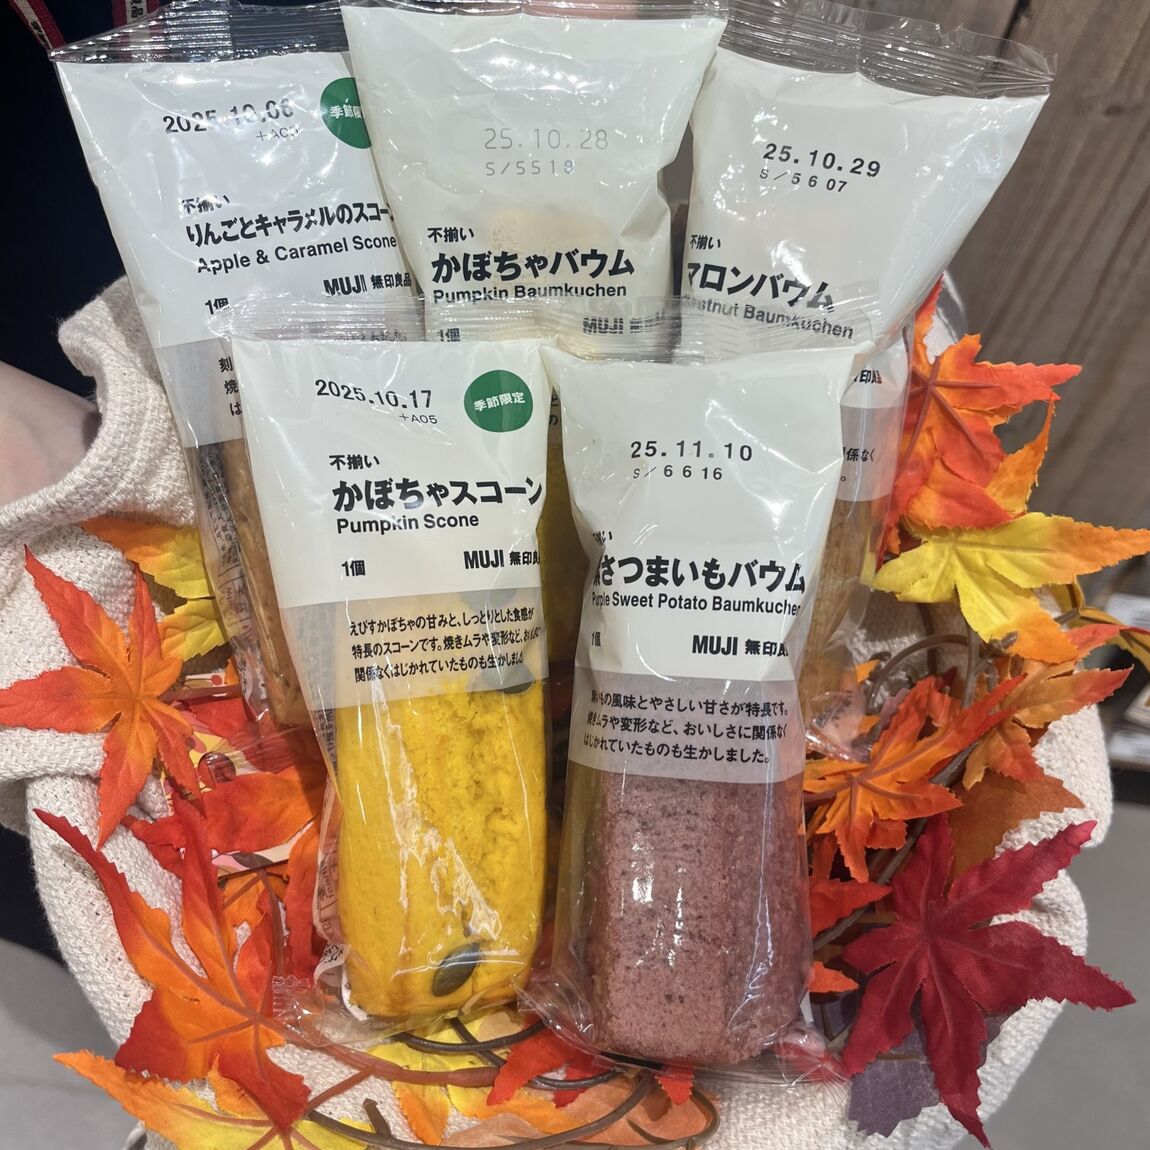 2025.10.06
+A05
季節限
不揃い
りんごとキャラメルのスコー
Apple & Caramel Scone
1個
MUJI 無印良品
25.10.28
S/5518
不揃い
かぼちゃバウム
Pumpkin Baumkuchen
1個
MUJI
25.10.29
S/5607
不揃い
マロンバウム
Baumkuchen
印良品
係なく
2025.10.17
+A05
季節限定
不揃い
かぼちゃスコーン
Pumpkin Scone
1個
MUJI 無印良
えびすかぼちゃの甘みと、しっとりとした食感が
特長のスコーンです。焼きムラや変形など、おいしさに
関係なくはじかれていたものも生かしました
25.11.10
S/6616
さつまいもバウム
Purple Sweet Potato Baumkuchen
1個
MUJI 無印良
いもの風味とやさしい甘さが特長です。
焼きムラや変形など、おいしさに関係なく
はじかれていたものも生かしました。